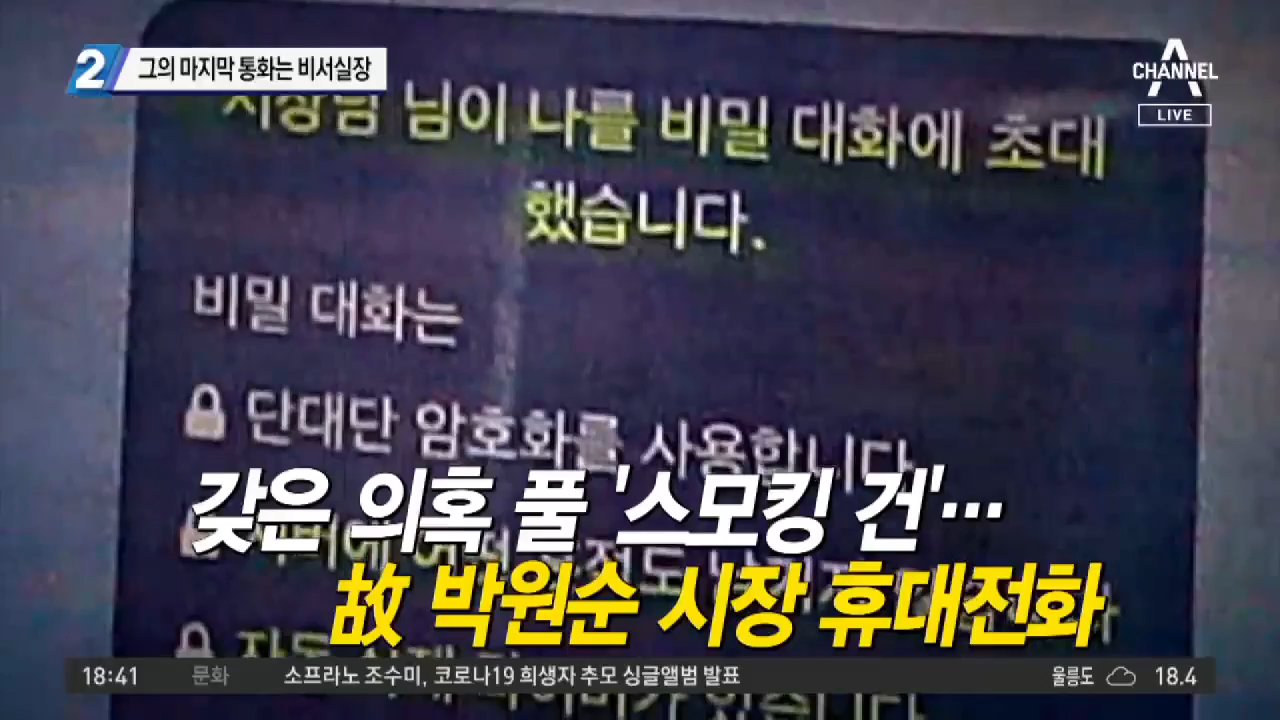 2 그의 마지막 통화는 비서실장
CHANNEL
LIVE
님이 나를 비밀 대화에 초대
했습니다.
비밀 대화는
단대단 암호화를 사용합니다
갖은 의혹 풀 '스모킹 건'…
故 박원순 시장 휴대전화
18:41 문화 소프라노 조수미, 코로나19 희생자 추모 싱글앨범 발표 울릉도 18.4